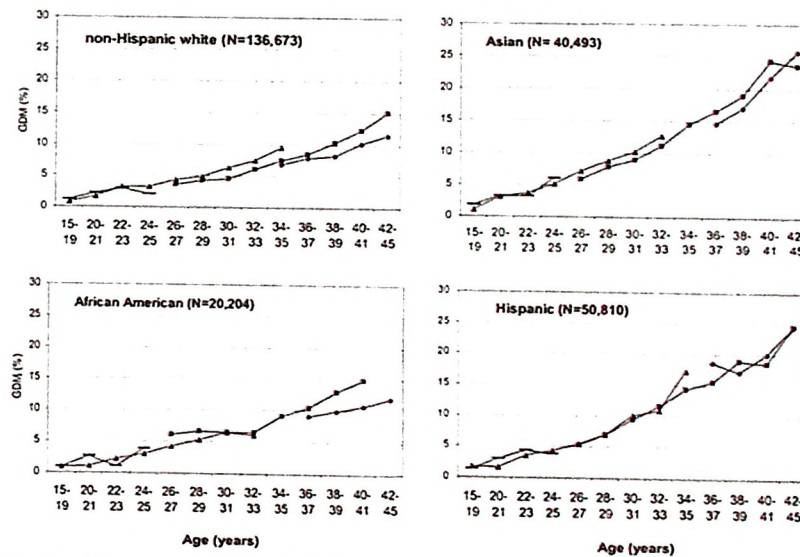 non-Hispanic white (N=136,673)
GDM (%)
30
25
20
15
10
5
0
15- 20- 22- 24- 26- 28- 30- 32- 34- 36- 38- 40- 42-
19 21 23 25 27 29 31 33 35 37 39 41 45
Asian (N= 40,493)
30
25
20
15
10
5
0
15- 20- 22- 24- 26- 28- 30- 32- 34- 36- 38- 40- 42-
19 21 23 25 27 29 31 33 35 37 39 41 45
African American (N=20,204)
GDM (%)
30
25
20
15
10
5
0
15- 20- 22- 24- 26- 28- 30- 32- 34- 36- 38- 40- 42-
19 21 23 25 27 29 31 33 35 37 39 41 45
Age (years)
Hispanic (N=50,810)
30
25
20
15
10
5
0
15- 20- 22- 24- 26- 28- 30- 32- 34- 36- 38- 40- 42-
19 21 23 25 27 29 31 33 35 37 39 41 45
Age (years)